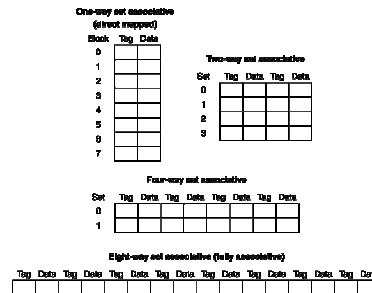 One-way set associative
(direct mapped)
Block Tag Data
0
1
2
3
4
5
6
7
Two-way set associative
Set Tag Data Tag Data
0
1
2
3
Four-way set associative
Set Tag Data Tag Data Tag Data Tag Data
0
1
Eight-way set associative (fully associative)
Tag Data Tag Data Tag Data Tag Data Tag Data Tag Data Tag Data Tag